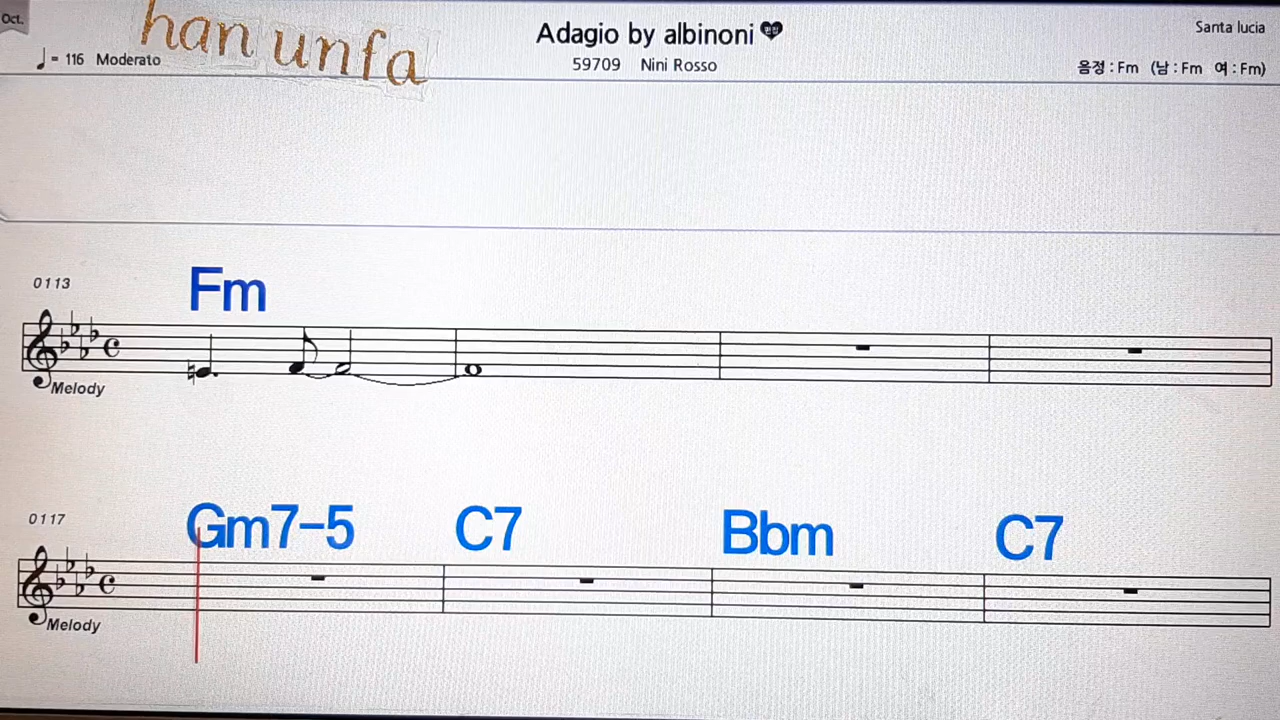 Oct.
han unfa
♩= 116 Moderato
Adagio by albinoni
59709 Nini Rosso
Santa lucia
음정 : Fm (남 : Fm 여 : Fm)
0113
Fm
Melody
0117
Gm7-5 C7 Bbm C7
Melody